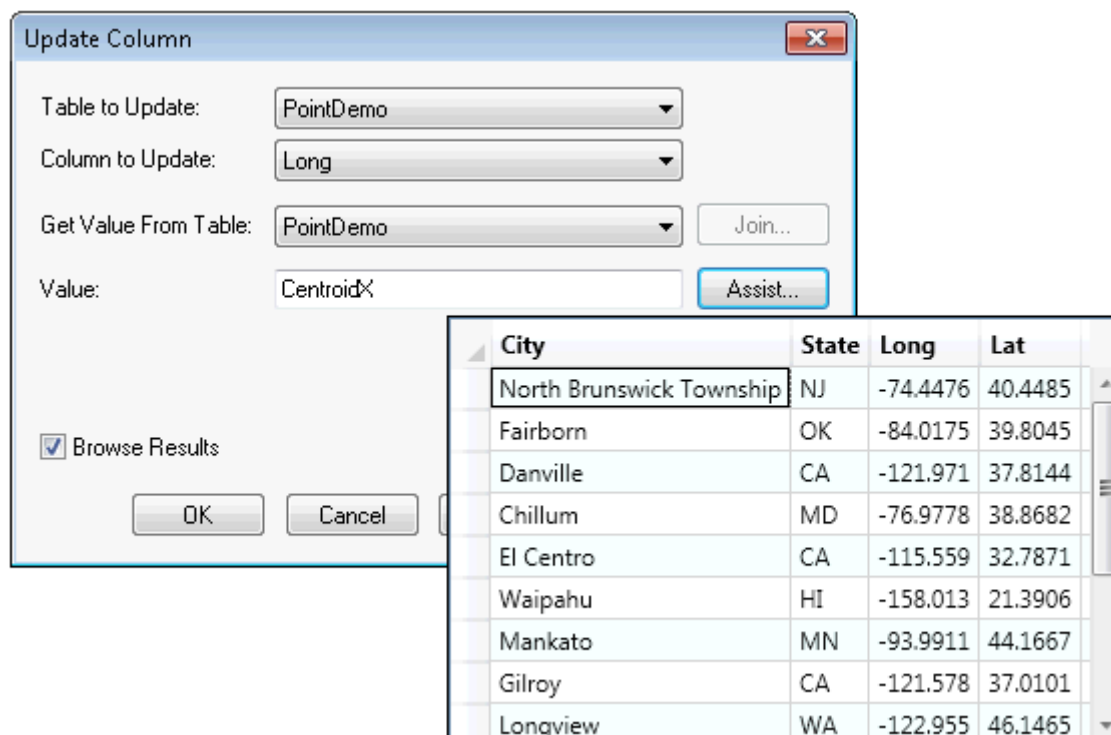 Update Column
Table to Update: PointDemo
Column to Update: Long
Get Value From Table: PointDemo Join...
Value: CentroidX Assist...
Browse Results
OK Cancel
City State Long Lat
North Brunswick Township NJ -74.4476 40.4485
Fairborn OK -84.0175 39.8045
Danville CA -121.971 37.8144
Chillum MD -76.9778 38.8682
El Centro CA -115.559 32.7871
Waipahu HI -158.013 21.3906
Mankato MN -93.9911 44.1667
Gilroy CA -121.578 37.0101
Longview WA -122.955 46.1465